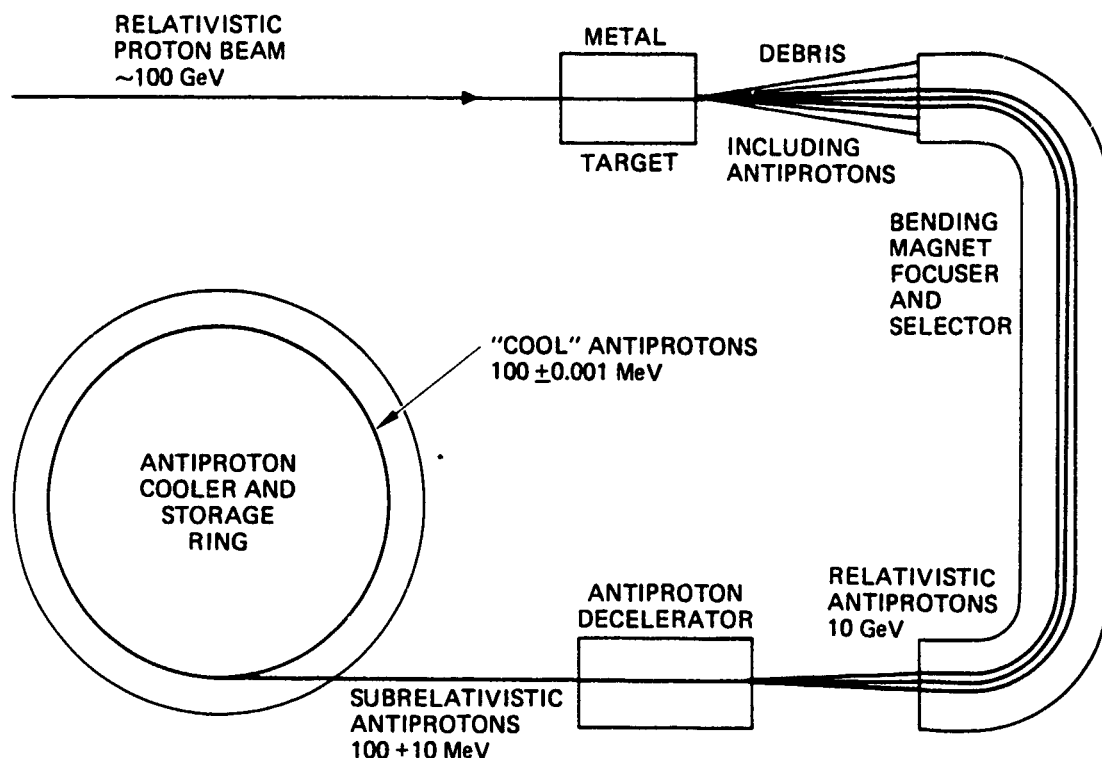 RELATIVISTIC
PROTON BEAM
~100 GeV
METAL
TARGET
DEBRIS
INCLUDING
ANTIPROTONS
BENDING
MAGNET
FOCUSER
AND
SELECTOR
"COOL" ANTIPROTONS
100 ±0.001 MeV
ANTIPROTON
COOLER AND
STORAGE
RING
ANTIPROTON
DECELERATOR
RELATIVISTIC
ANTIPROTONS
10 GeV
SUBRELATIVISTIC
ANTIPROTONS
100 +10 MeV